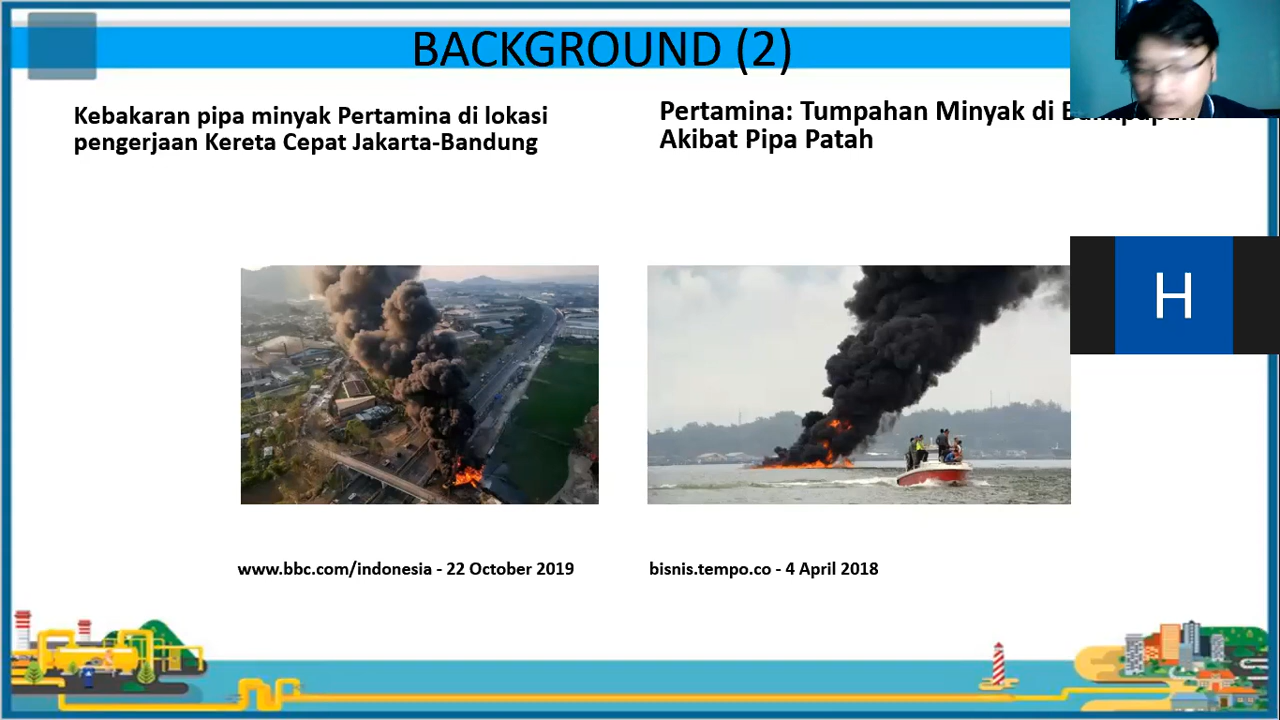 BACKGROUND (2)
Kebakaran pipa minyak Pertamina di lokasi
pengerjaan Kereta Cepat Jakarta-Bandung
Pertamina: Tumpahan Minyak di
Akibat Pipa Patah
H
www.bbc.com/indonesia - 22 October 2019
bisnis.tempo.co - 4 April 2018